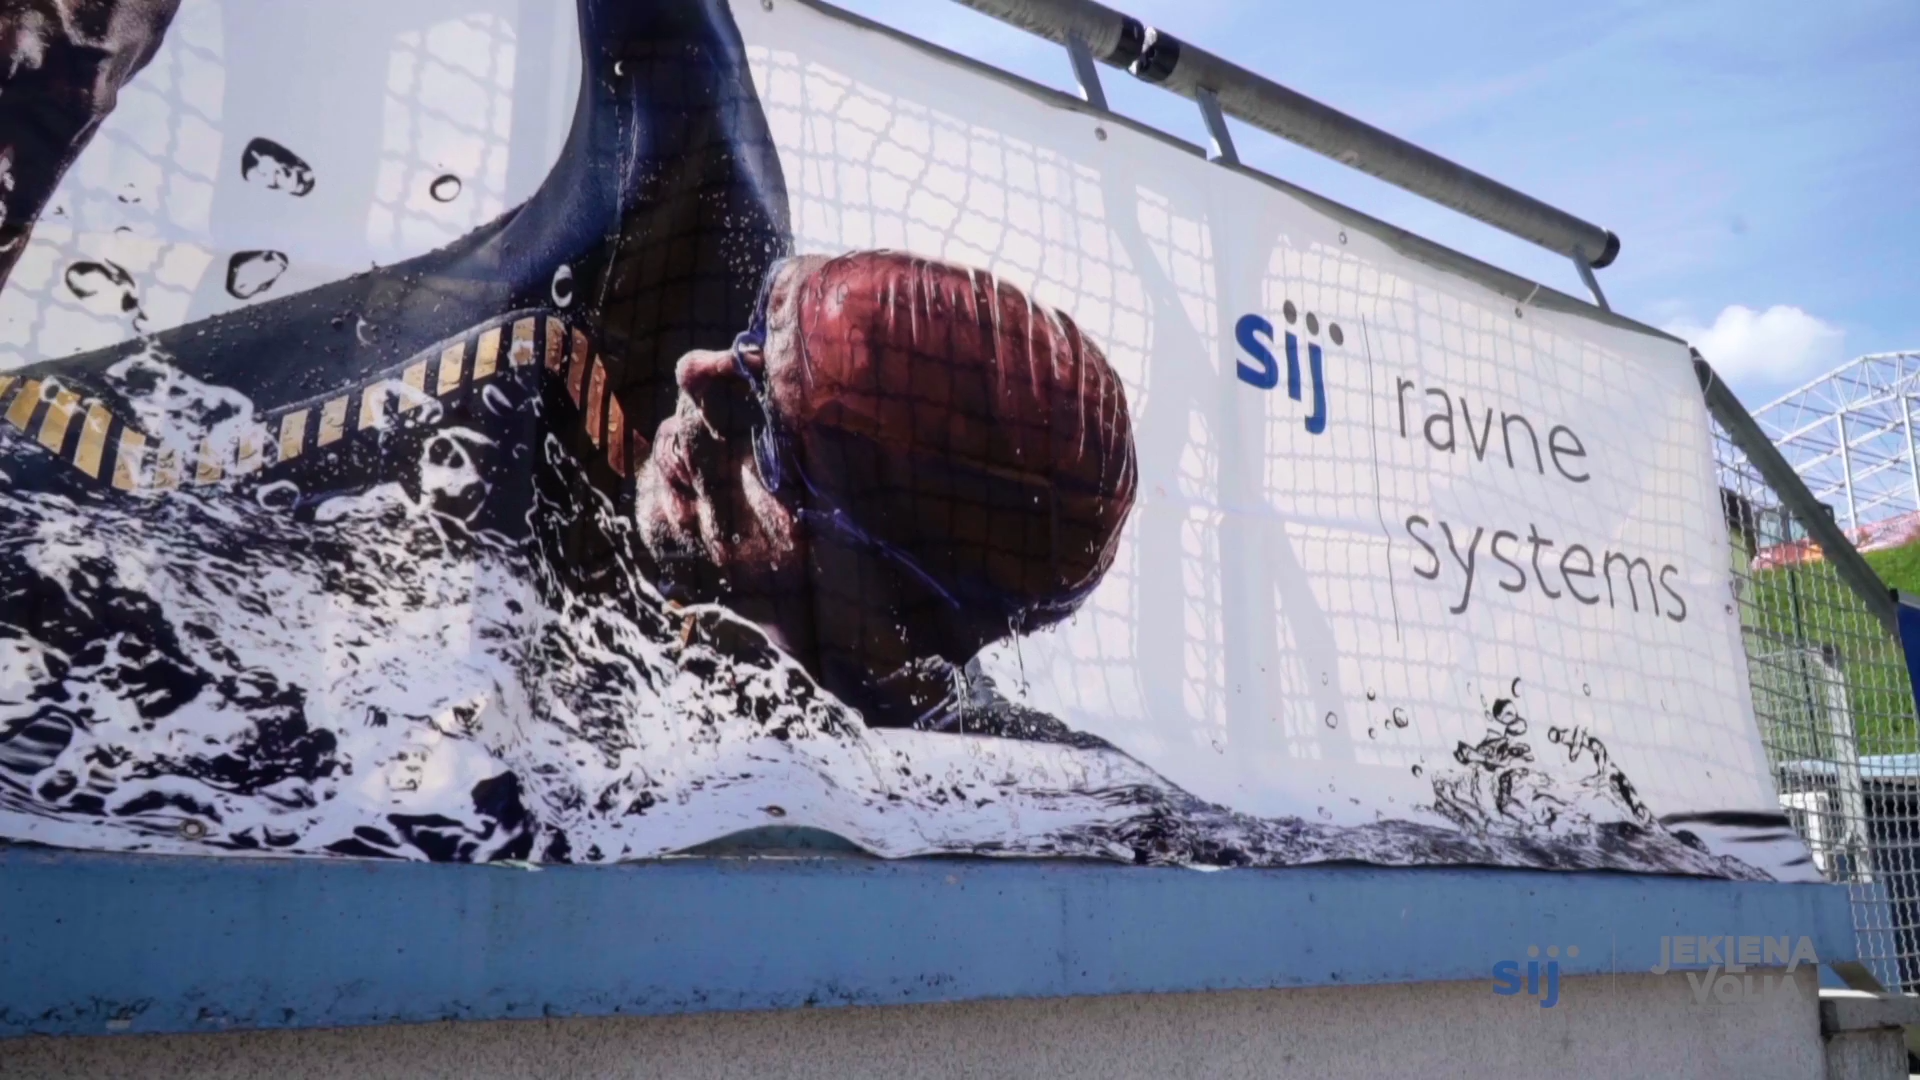 sij
ravne
systems
sij
JEKLENA
VOLJA